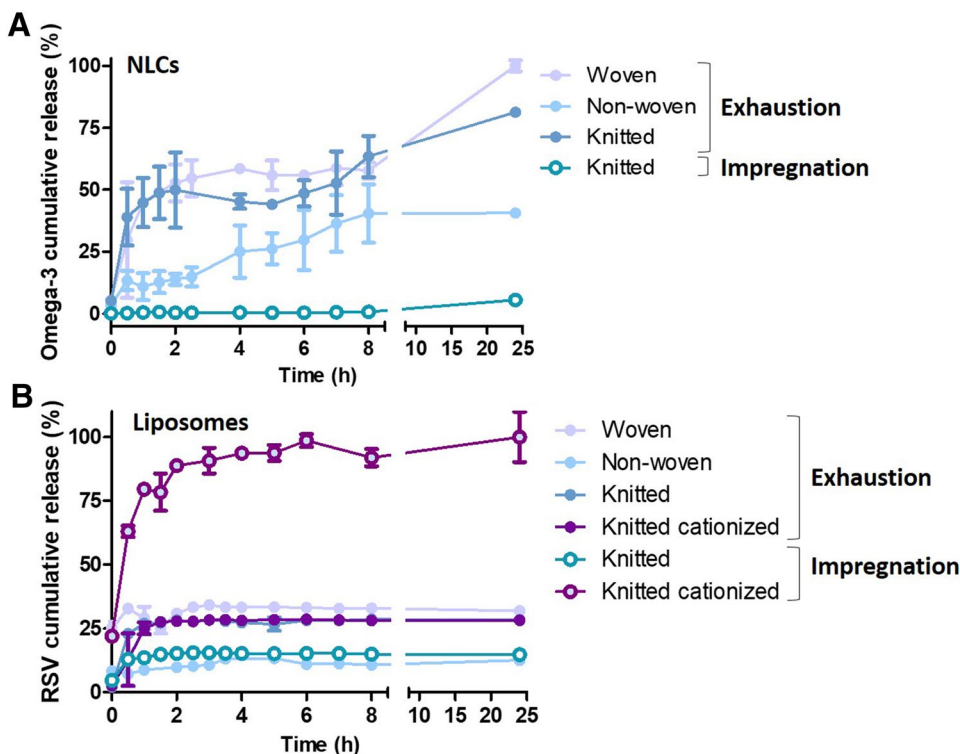 A
NLCs
Omega-3 cumulative release (%)
100
75
50
25
0
0 2 4 6 8 10 15 20 25
Time (h)
Woven
Non-woven
Knitted
Exhaustion
Knitted
Impregnation
B
Liposomes
RSV cumulative release (%)
100
75
50
25
0
0 2 4 6 8 10 15 20 25
Time (h)
Woven
Non-woven
Knitted
Knitted cationized
Exhaustion
Knitted
Knitted cationized
Impregnation